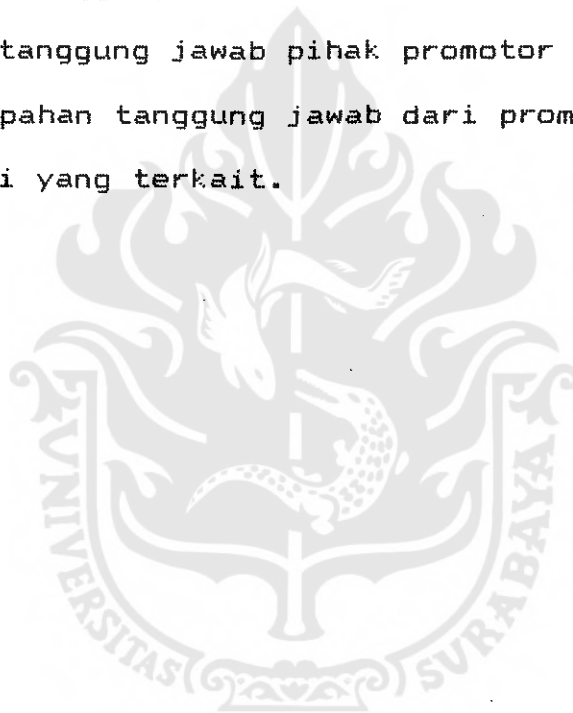 tanggung jawab pihak promotor
pahan tanggung jawab dari prom
i yang terkait.
UNIVERSITAS SURABAYA